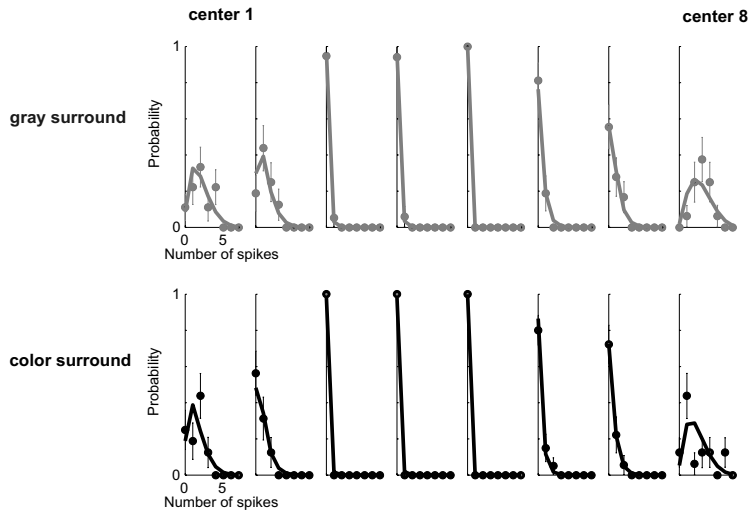 center 1
center 8
gray surround
Probability
1
0
0
5
Number of spikes
color surround
Probability
1
0
0
5
Number of spikes